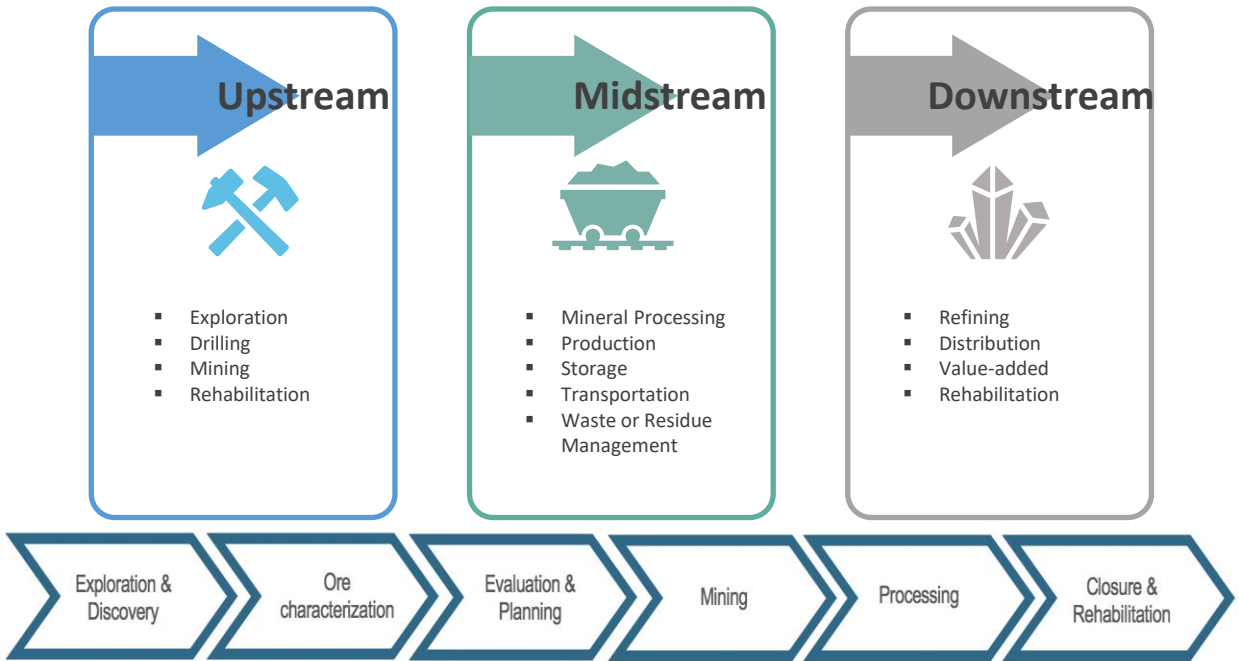 Upstream
▪ Exploration
▪ Drilling
▪ Mining
▪ Rehabilitation
Midstream
▪ Mineral Processing
▪ Production
▪ Storage
▪ Transportation
▪ Waste or Residue
Management
Downstream
▪ Refining
▪ Distribution
▪ Value-added
▪ Rehabilitation
Exploration &
Discovery
Ore
characterization
Evaluation &
Planning
Mining
Processing
Closure &
Rehabilitation